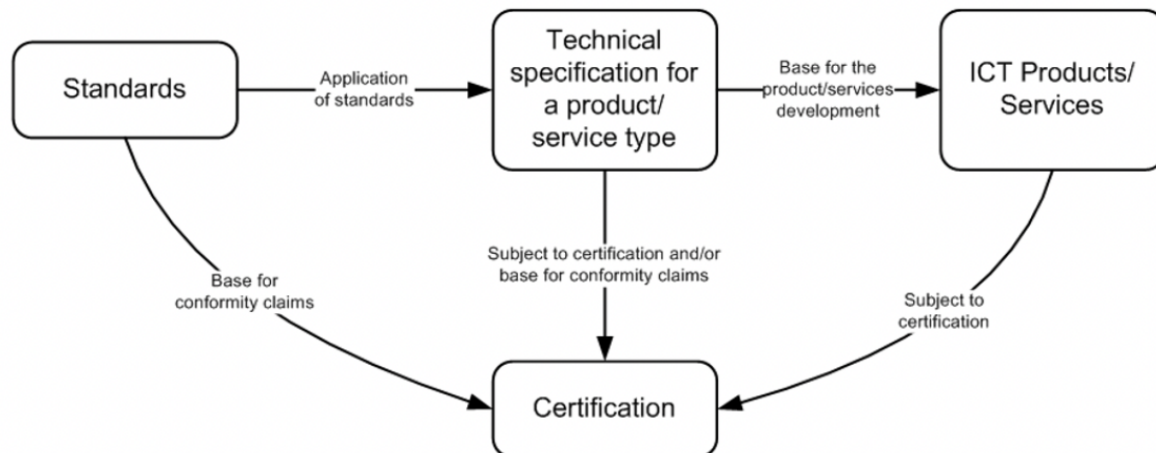 Standards
Application
of standards
Technical
specification for
a product/
service type
Base for the
product/services
development
ICT Products/
Services
Base for
conformity claims
Subject to certification and/or
base for conformity claims
Subject to
certification
Certification